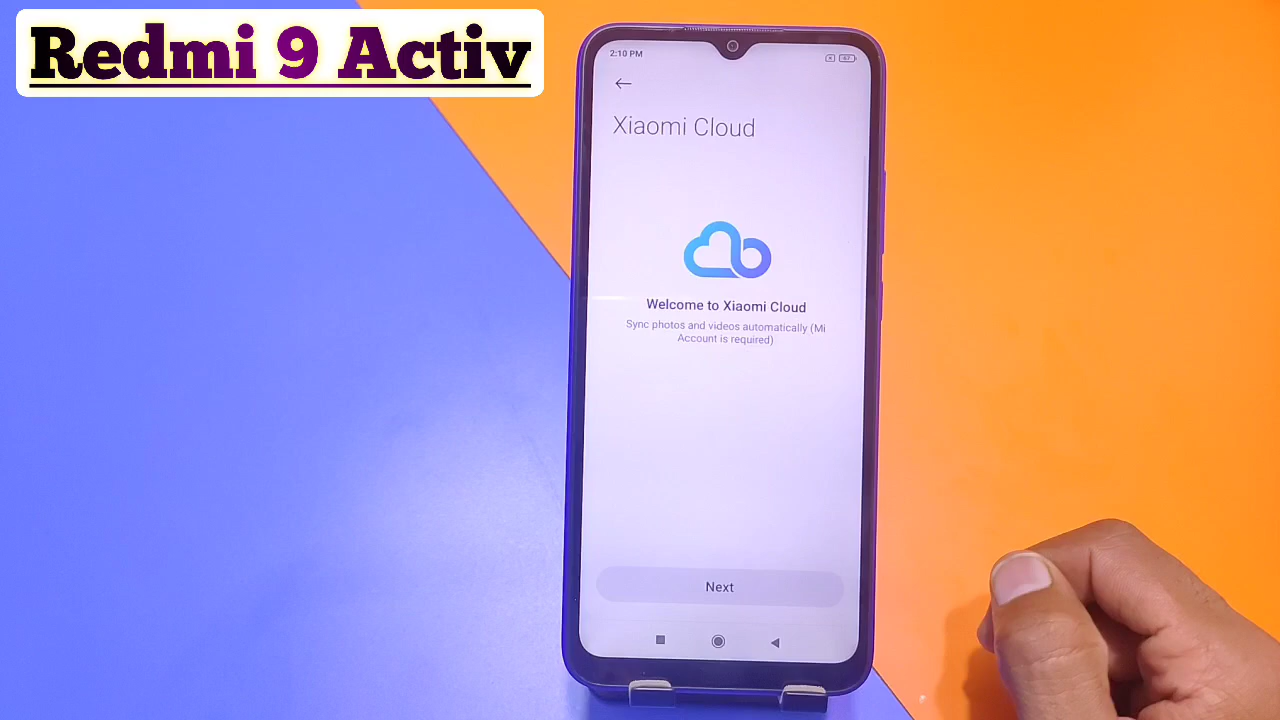 Redmi 9 Activ
2:10 PM
67
Xiaomi Cloud
Welcome to Xiaomi Cloud
Sync photos and videos automatically (Mi
Account is required)
Next